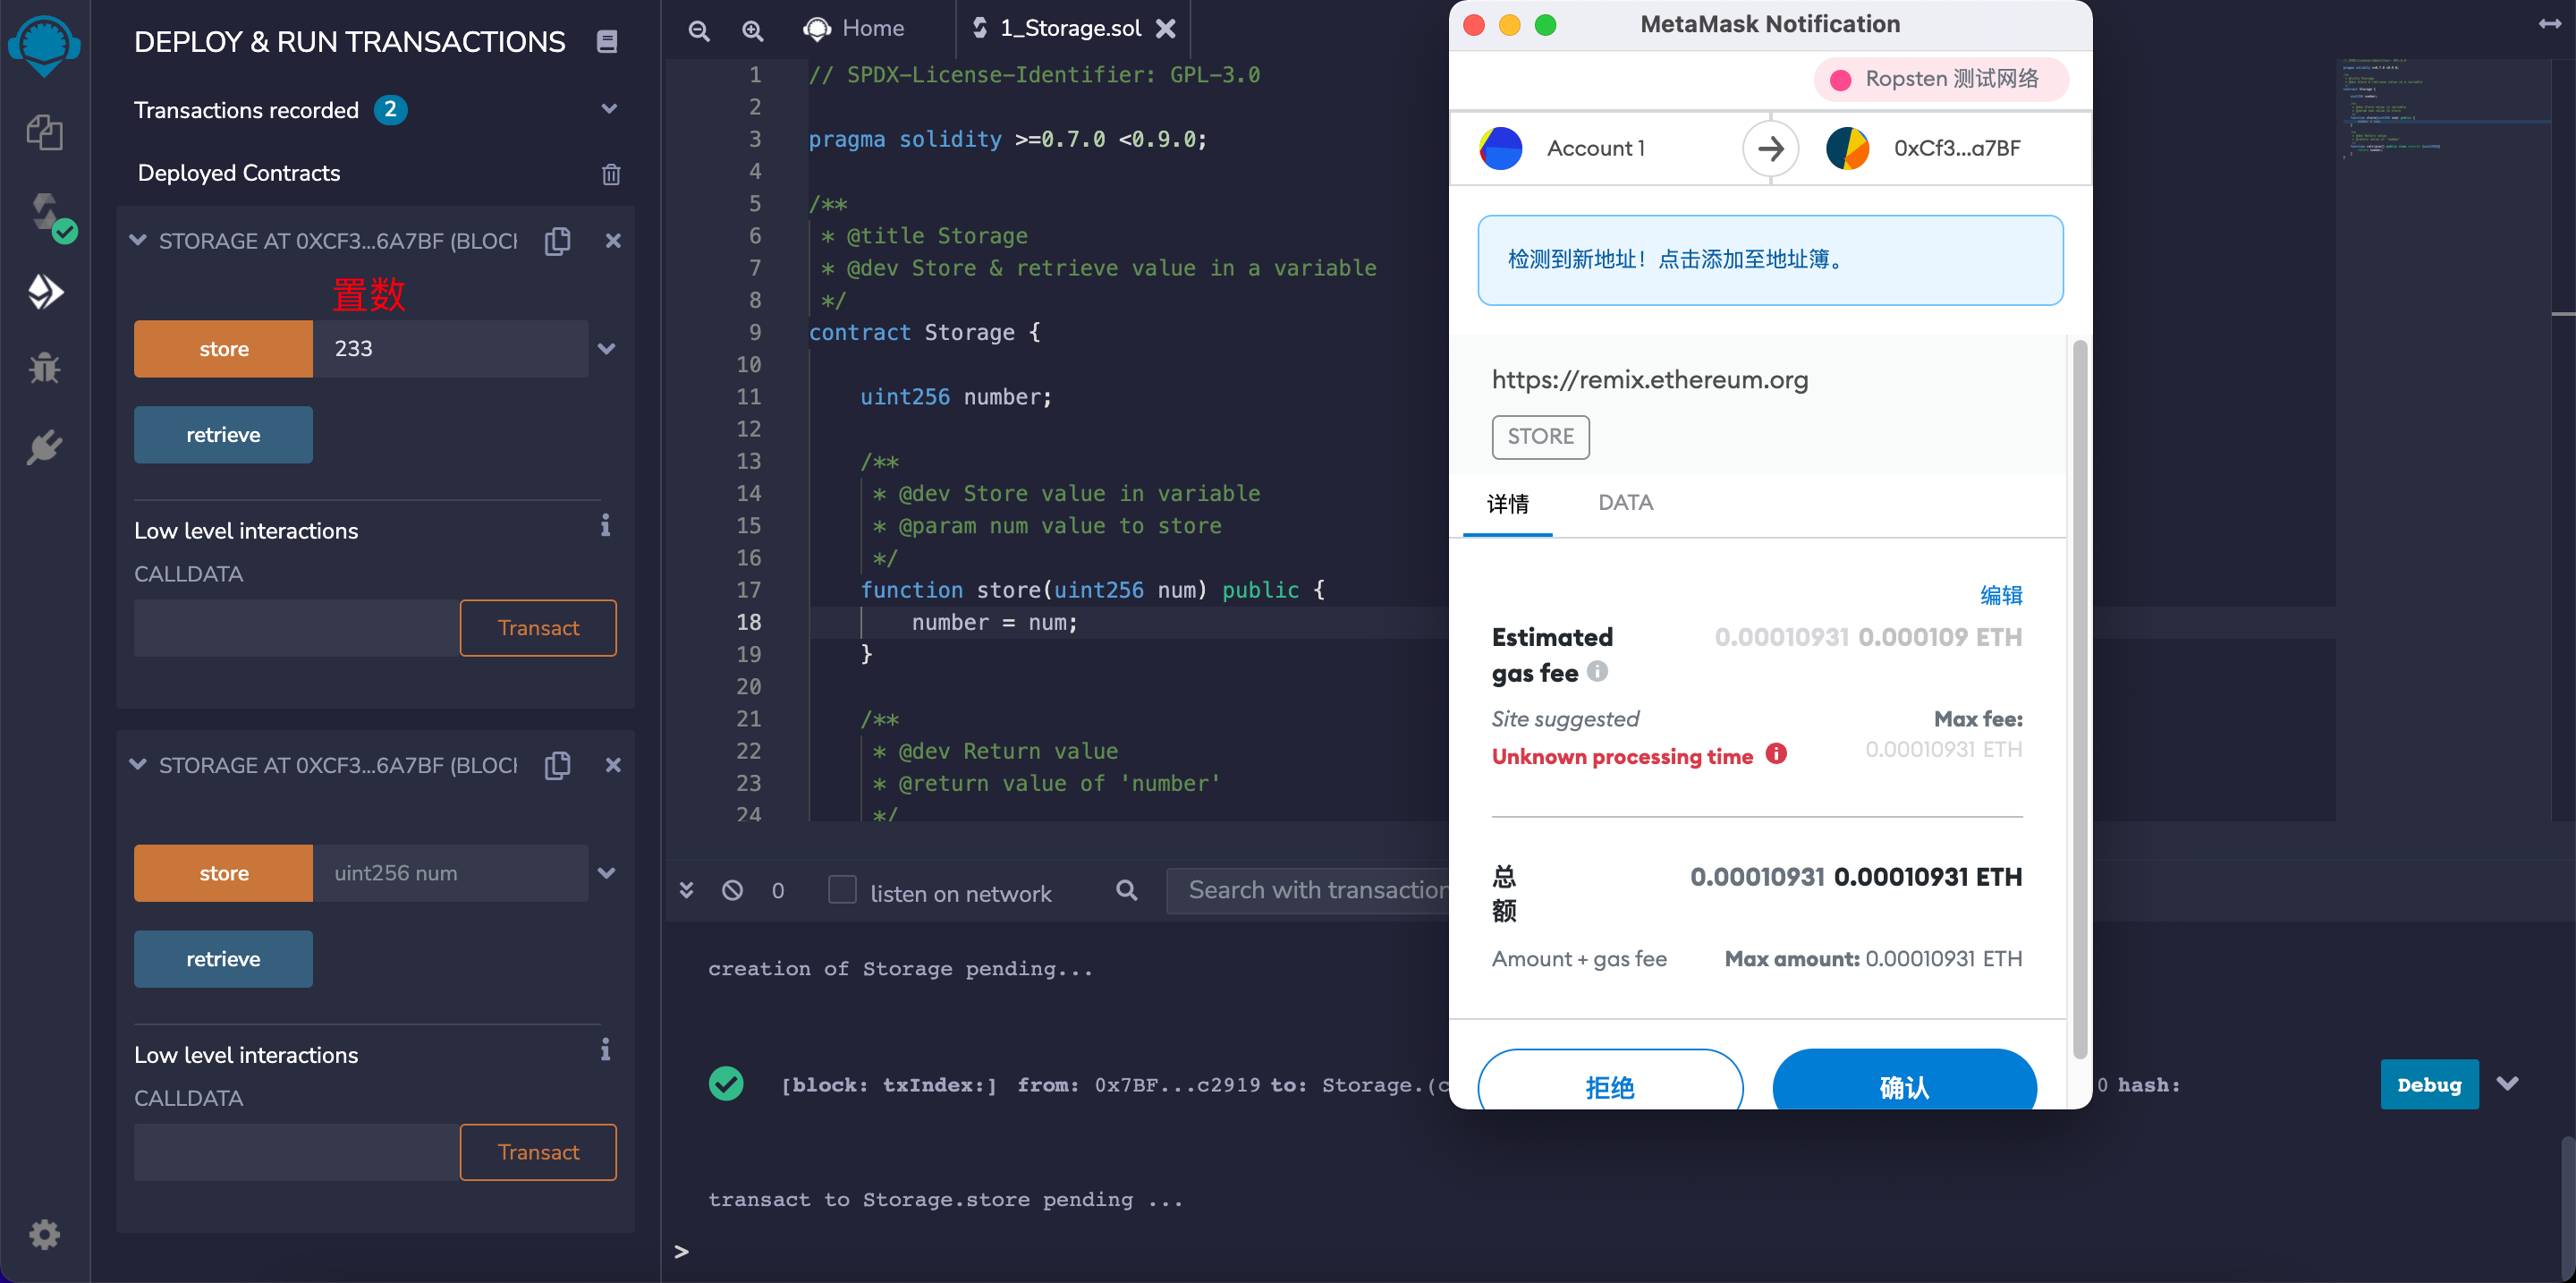 DEPLOY & RUN TRANSACTIONS
Transactions recorded 2
Deployed Contracts
STORAGE AT 0XCF3...6A7BF (BLOCK
置数
store 233
retrieve
Low level interactions
CALLDATA
Transact
STORAGE AT 0XCF3...6A7BF (BLOCK
store uint256 num
retrieve
Low level interactions
CALLDATA
Transact
Home
1_Storage.sol
1 // SPDX-License-Identifier: GPL-3.0
2
3 pragma solidity >=0.7.0 <0.9.0;
4
5 /**
6 * @title Storage
7 * @dev Store & retrieve value in a variable
8 */
9 contract Storage {
10
11 uint256 number;
12
13 /**
14 * @dev Store value in variable
15 * @param num value to store
16 */
17 function store(uint256 num) public {
18 number = num;
19 }
20
21 /**
22 * @dev Return value
23 * @return value of 'number'
24 */
0 listen on network Search with transaction
creation of Storage pending...
[block: txIndex:] from: 0x7BF...c2919 to: Storage.(c
0 hash:
Debug
transact to Storage.store pending ...
>
MetaMask Notification
Ropsten 测试网络
Account 1
0xCf3...a7BF
检测到新地址！点击添加至地址簿。
https://remix.ethereum.org
STORE
详情 DATA
编辑
Estimated gas fee 0.00010931 0.000109 ETH
Site suggested Max fee:
Unknown processing time 0.00010931 ETH
总额 0.00010931 0.00010931 ETH
Amount + gas fee Max amount: 0.00010931 ETH
拒绝 确认